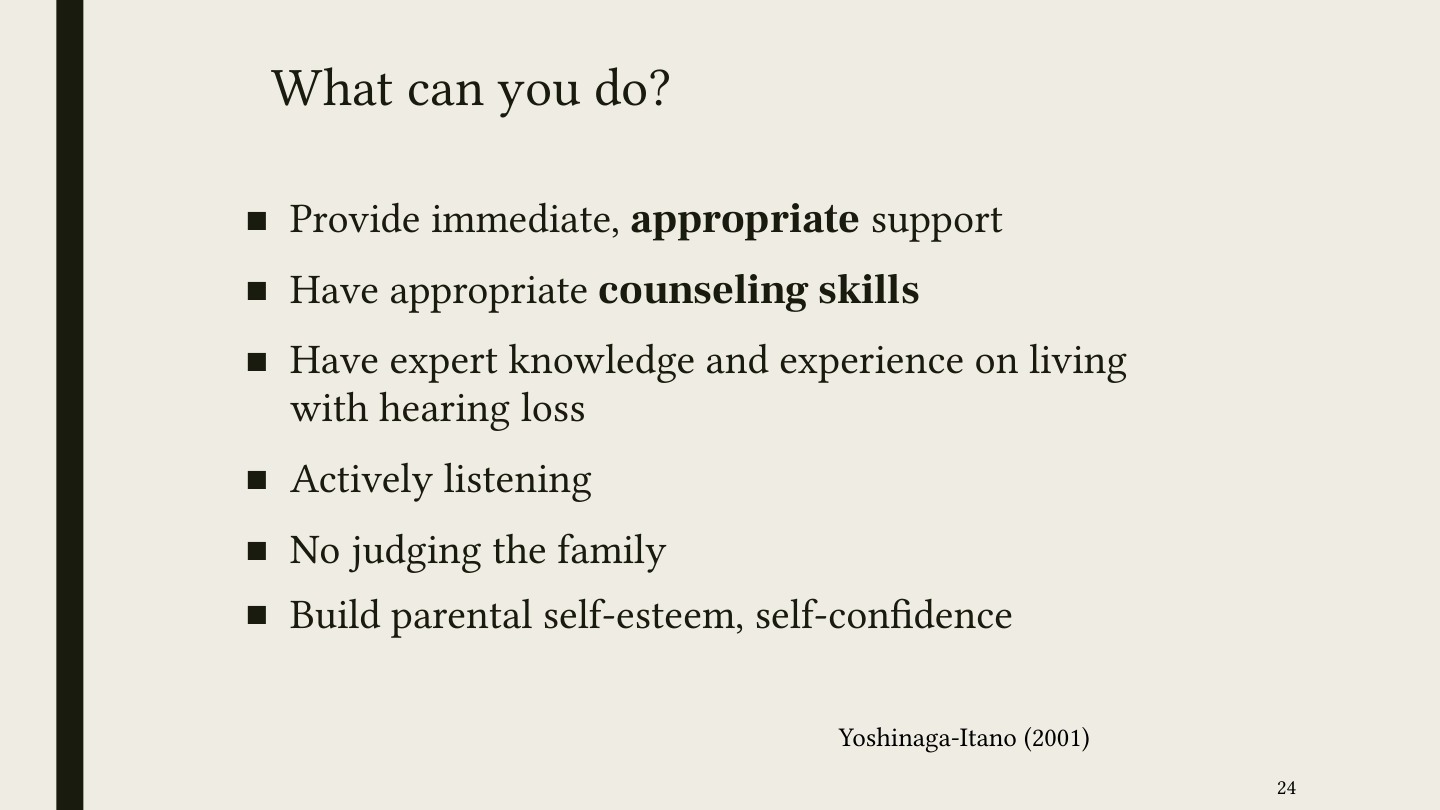 What can you do?
■ Provide immediate, appropriate support
■ Have appropriate counseling skills
■ Have expert knowledge and experience on living
with hearing loss
■ Actively listening
■ No judging the family
■ Build parental self-esteem, self-confidence
Yoshinaga-Itano (2001)
24